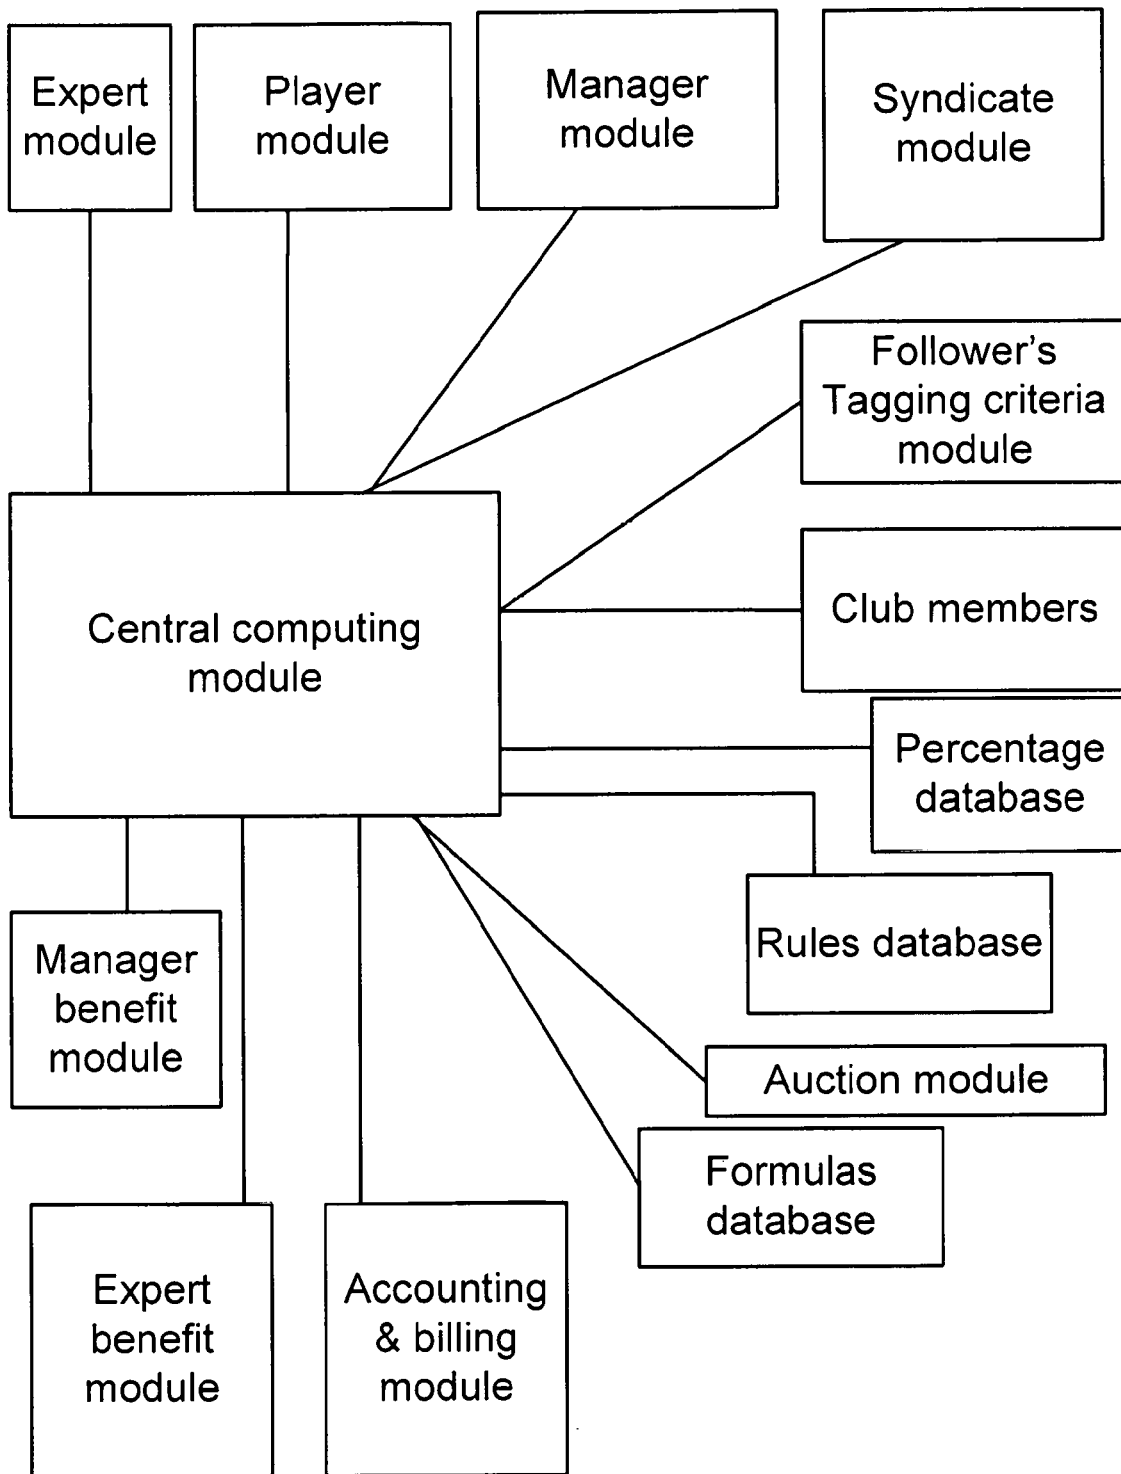 Expert
module
Player
module
Manager
module
Syndicate
module
Follower's
Tagging criteria
module
Central computing
module
Club members
Percentage
database
Rules database
Manager
benefit
module
Auction module
Formulas
database
Expert
benefit
module
Accounting
& billing
module